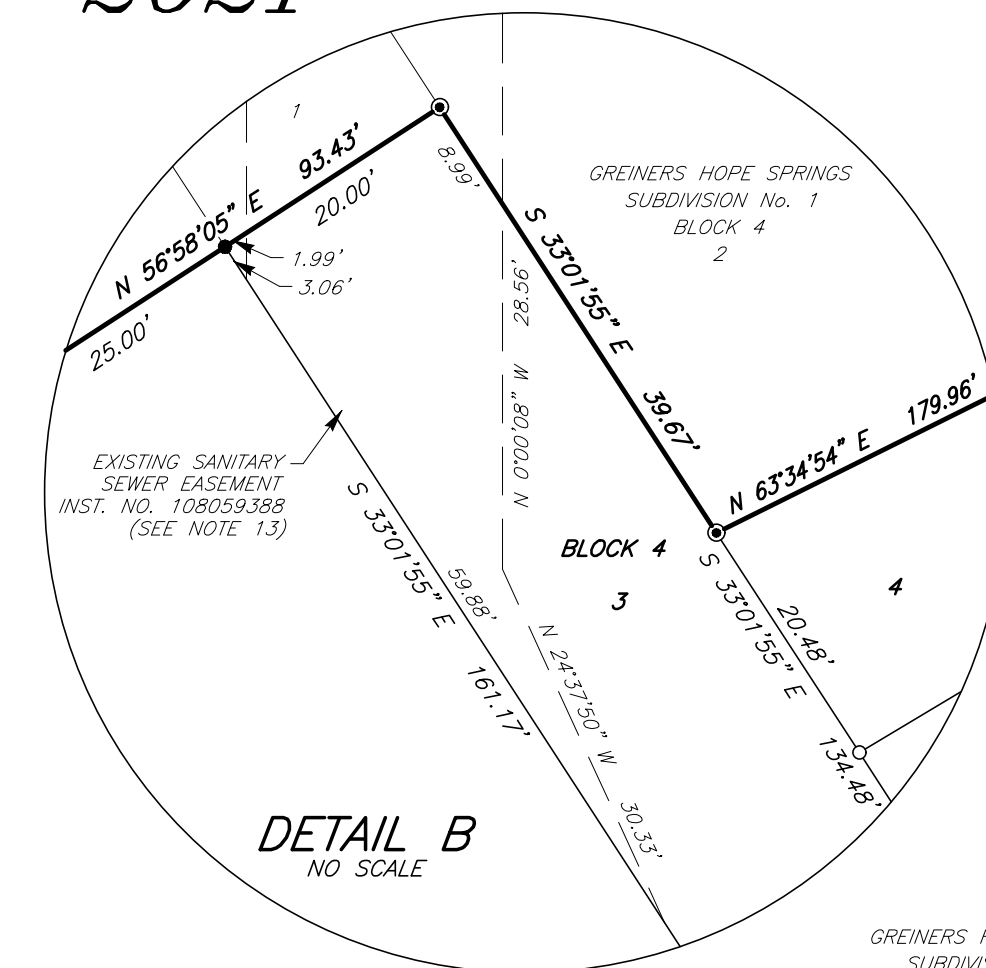 2021
1
N 56°58'05" E 93.43'
20.00'
25.00'
1.99'
3.06'
8.99'
GREINERS HOPE SPRINGS
SUBDIVISION No. 1
BLOCK 4
2
S 33°01'55" E 39.67'
N 0°00'08" W 28.56'
N 63°34'54" E 179.96'
EXISTING SANITARY
SEWER EASEMENT
INST. NO. 108059388
(SEE NOTE 13)
S 33°01'55" E 161.17'
59.88'
BLOCK 4
3
4
S 33°01'55" E 134.48'
20.48'
N 24°37'50" W 30.33'
DETAIL B
NO SCALE
GREINERS